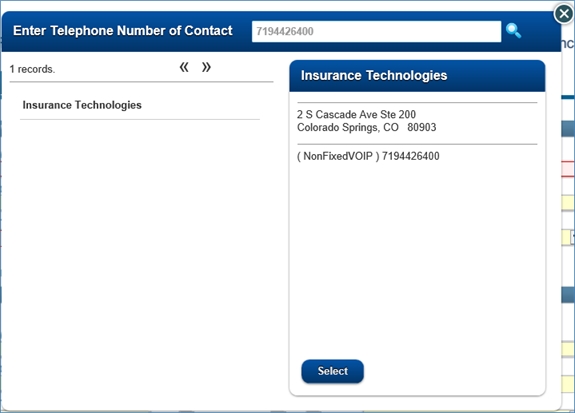 Enter Telephone Number of Contact
7194426400
1 records.
« »
Insurance Technologies
Insurance Technologies
2 S Cascade Ave Ste 200
Colorado Springs, CO 80903
( NonFixedVOIP ) 7194426400
Select